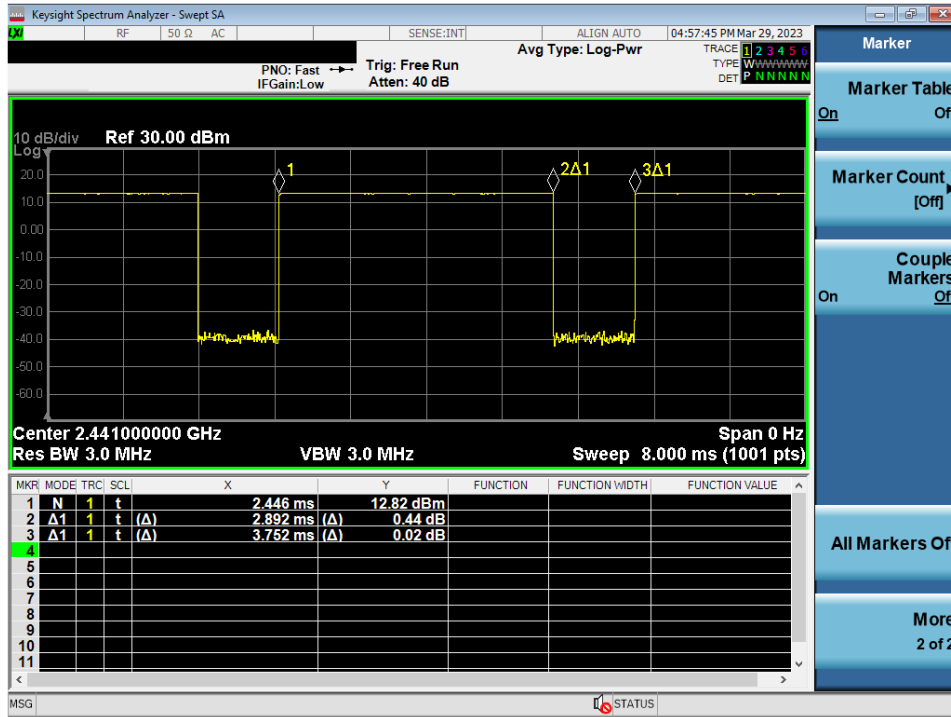 Keysight Spectrum Analyzer - Swept SA
LXI RF 50 Ω AC SENSE:INT ALIGN AUTO 04:57:45 PM Mar 29, 2023
Avg Type: Log-Pwr TRACE 1 2 3 4 5 6
PNO: Fast Trig: Free Run TYPE WWWWWWW
IFGain:Low Atten: 40 dB DET P N N N N N
10 dB/div Ref 30.00 dBm
Log
1 2Δ1 3Δ1
20.0
10.0
0.00
-10.0
-20.0
-30.0
-40.0
-50.0
-60.0
Center 2.441000000 GHz Span 0 Hz
Res BW 3.0 MHz VBW 3.0 MHz Sweep 8.000 ms (1001 pts)
MKR MODE TRC SCL X Y FUNCTION FUNCTION WIDTH FUNCTION VALUE
1 N 1 t 2.446 ms 12.82 dBm
2 Δ1 1 t (Δ) 2.892 ms (Δ) 0.44 dB
3 Δ1 1 t (Δ) 3.752 ms (Δ) 0.02 dB
4
5
6
7
8
9
10
11
MSG STATUS
Marker
Marker Table
On Of
Marker Count
[Off]
Couple
Markers
On Of
All Markers Of
More
2 of 2